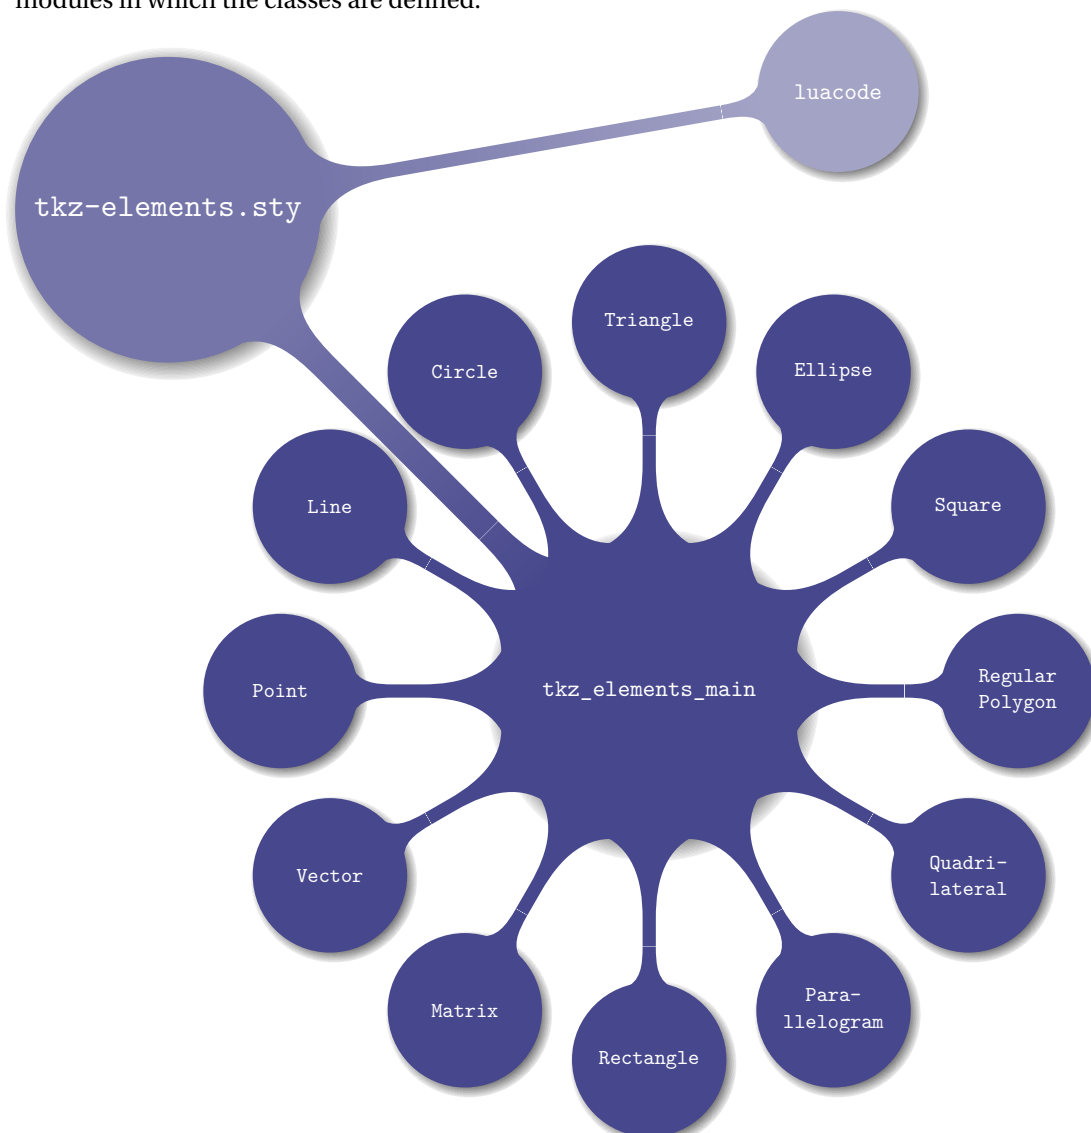 modules in which the classes are defined.
luacode
tkz-elements.sty
Triangle
Circle
Ellipse
Line
Square
Point
tkz_elements_main
Regular
Polygon
Vector
Quadri-
lateral
Matrix
Para-
llelogram
Rectangle